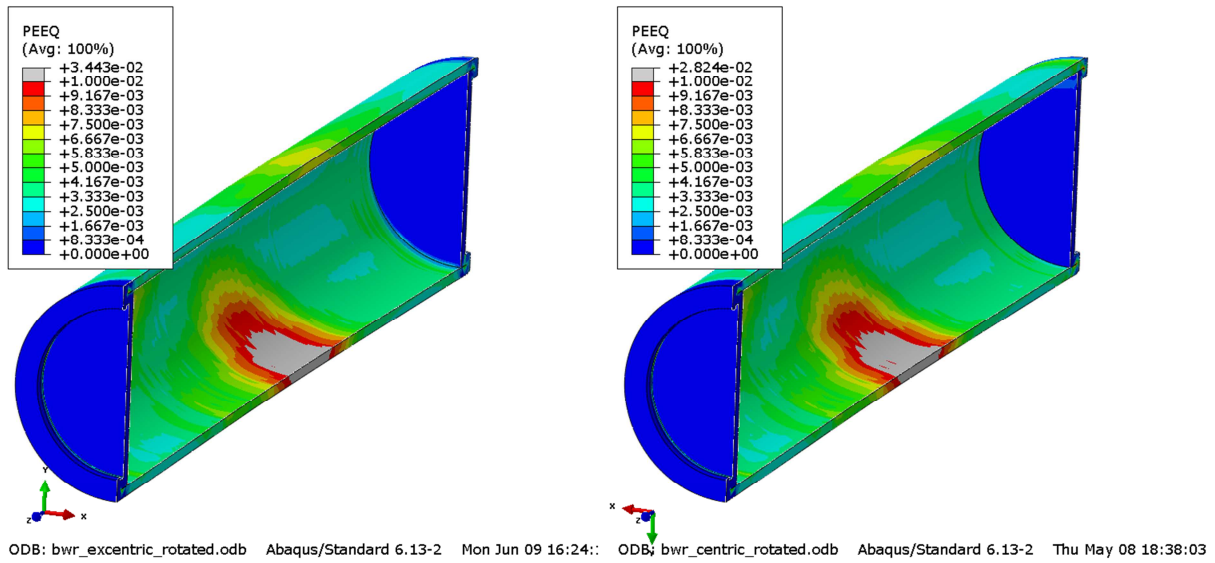 PEEQ
(Avg: 100%)
+3.443e-02
+1.000e-02
+9.167e-03
+8.333e-03
+7.500e-03
+6.667e-03
+5.833e-03
+5.000e-03
+4.167e-03
+3.333e-03
+2.500e-03
+1.667e-03
+8.333e-04
+0.000e+00
Y
Z
X
ODB: bwr_excentric_rotated.odb Abaqus/Standard 6.13-2 Mon Jun 09 16:24:
PEEQ
(Avg: 100%)
+2.824e-02
+1.000e-02
+9.167e-03
+8.333e-03
+7.500e-03
+6.667e-03
+5.833e-03
+5.000e-03
+4.167e-03
+3.333e-03
+2.500e-03
+1.667e-03
+8.333e-04
+0.000e+00
X
Z
ODB: bwr_centric_rotated.odb Abaqus/Standard 6.13-2 Thu May 08 18:38:03